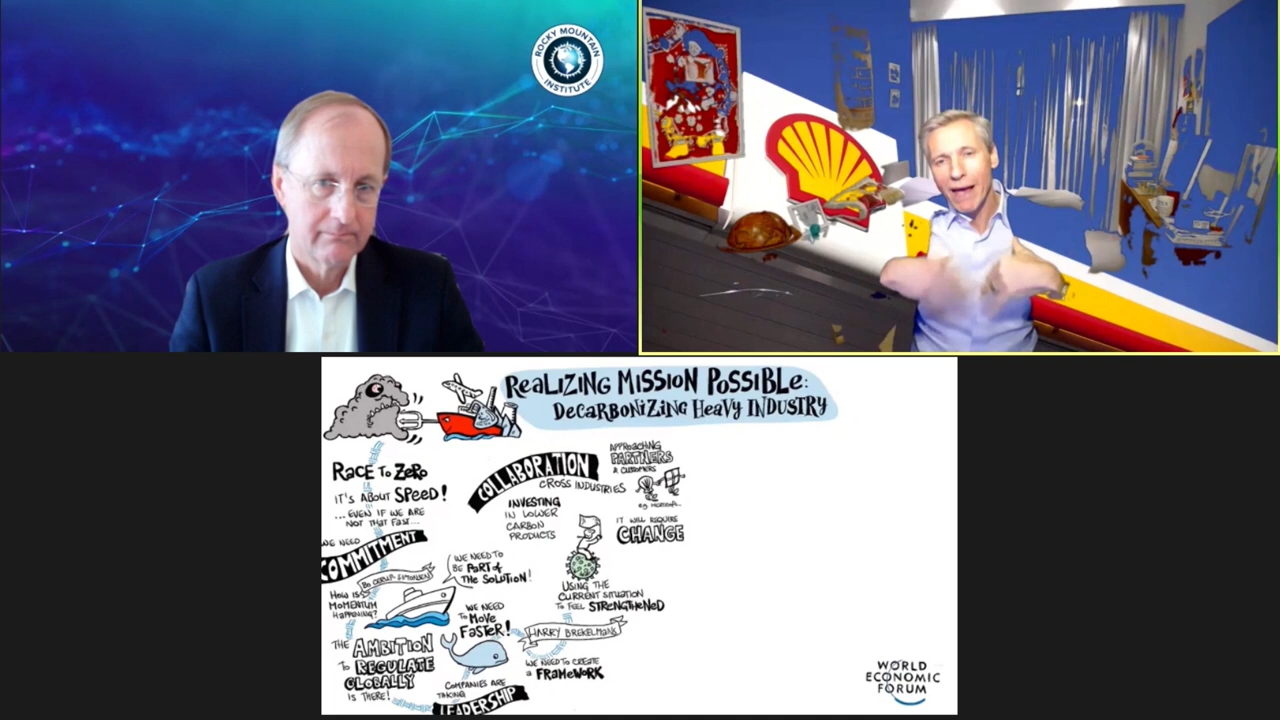 ROCKY MOUNTAIN
INSTITUTE
REALIZING MISSION POSSIBLE:
DECARBONIZING HEAVY INDUSTRY
RACE TO ZERO
IT'S ABOUT SPEED!
...EVEN IF WE ARE
NOT THAT FAST...
WE NEED
COMMITMENT
HOW IS
MOMENTUM
HAPPENING?
WE NEED TO
BE PART OF
THE SOLUTION!
WE NEED
TO MOVE
FASTER!
THE AMBITION
TO REGULATE
GLOBALLY
IS THERE!
COMPANIES ARE
TAKING
LEADERSHIP
COLLABORATION
CROSS INDUSTRIES
INVESTING
IN LOWER
CARBON
PRODUCTS
APPROACHING
PARTNERS
& CUSTOMERS
e.g. MICROSOFT...
IT WILL REQUIRE
CHANGE
USING THE
CURRENT SITUATION
TO FEEL STRENGTHENED
HARRY BREKELMANS
WE NEED TO CREATE
a FRAMEWORK
WORLD
ECONOMIC
FORUM